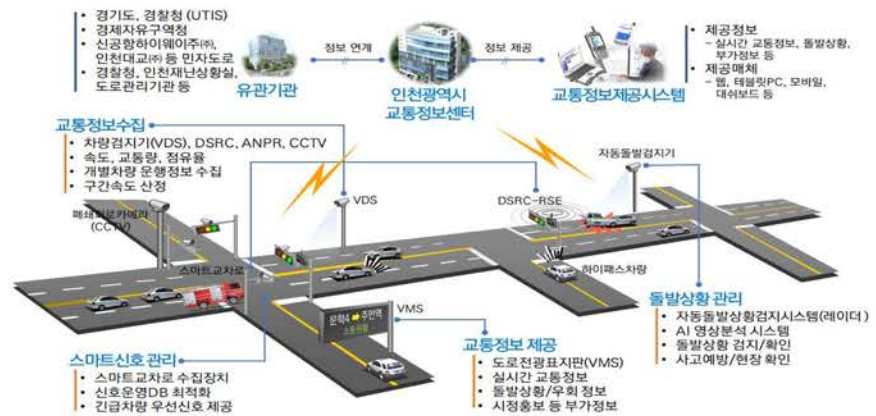 • 경기도, 경찰청 (UTIS)
• 경제자유구역청
• 신공항하이웨이주㈜,
인천대교㈜ 등 민자도로
• 경찰청, 인천재난상황실,
도로관리기관 등
유관기관
정보 연계
인천광역시
교통정보센터
정보 제공
교통정보제공시스템
• 제공정보
– 실시간 교통정보, 돌발상황,
부가정보 등
• 제공매체
– 웹, 테블릿PC, 모바일,
대쉬보드 등
교통정보수집
• 차량검지기(VDS), DSRC, ANPR, CCTV
• 속도, 교통량, 점유율
• 개별차량 운행정보 수집
• 구간속도 산정
폐쇄회로카메라
(CCTV)
VDS
DSRC-RSE
자동돌발검지기
스마트교차로
하이패스차량
문학4 ➡ 주안역
VMS
돌발상황 관리
• 자동돌발상황검지시스템(레이더)
• AI 영상분석 시스템
• 돌발상황 검지/확인
• 사고예방/현장 확인
스마트신호 관리
• 스마트교차로 수집장치
• 신호운영DB 최적화
• 긴급차량 우선신호 제공
교통정보 제공
• 도로전광표지판(VMS)
• 실시간 교통정보
• 돌발상황/우회 정보
• 시정홍보 등 부가정보